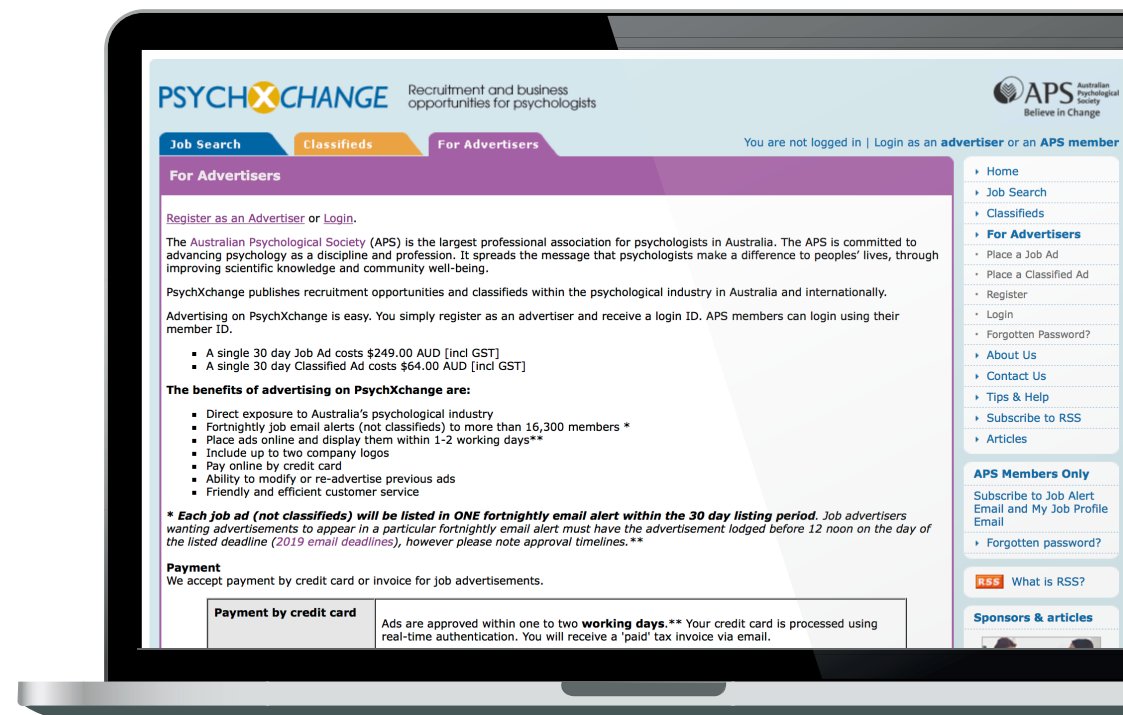 PSYCHXCHANGE
Recruitment and business
opportunities for psychologists
APS Australian
Psychological
Society
Believe in Change
Job Search
Classifieds
For Advertisers
You are not logged in | Login as an advertiser or an APS member
For Advertisers
Register as an Advertiser or Login.
The Australian Psychological Society (APS) is the largest professional association for psychologists in Australia. The APS is committed to
advancing psychology as a discipline and profession. It spreads the message that psychologists make a difference to peoples' lives, through
improving scientific knowledge and community well-being.
PsychXchange publishes recruitment opportunities and classifieds within the psychological industry in Australia and internationally.
Advertising on PsychXchange is easy. You simply register as an advertiser and receive a login ID. APS members can login using their
member ID.
▪ A single 30 day Job Ad costs $249.00 AUD [incl GST]
▪ A single 30 day Classified Ad costs $64.00 AUD [incl GST]
The benefits of advertising on PsychXchange are:
▪ Direct exposure to Australia's psychological industry
▪ Fortnightly job email alerts (not classifieds) to more than 16,300 members *
▪ Place ads online and display them within 1-2 working days**
▪ Include up to two company logos
▪ Pay online by credit card
▪ Ability to modify or re-advertise previous ads
▪ Friendly and efficient customer service
* Each job ad (not classifieds) will be listed in ONE fortnightly email alert within the 30 day listing period. Job advertisers
wanting advertisements to appear in a particular fortnightly email alert must have the advertisement lodged before 12 noon on the day of
the listed deadline (2019 email deadlines), however please note approval timelines.**
Payment
We accept payment by credit card or invoice for job advertisements.
Payment by credit card
Ads are approved within one to two working days.** Your credit card is processed using
real-time authentication. You will receive a 'paid' tax invoice via email.
Home
Job Search
Classifieds
For Advertisers
Place a Job Ad
Place a Classified Ad
Register
Login
Forgotten Password?
About Us
Contact Us
Tips & Help
Subscribe to RSS
Articles
APS Members Only
Subscribe to Job Alert
Email and My Job Profile
Email
Forgotten password?
RSS What is RSS?
Sponsors & articles